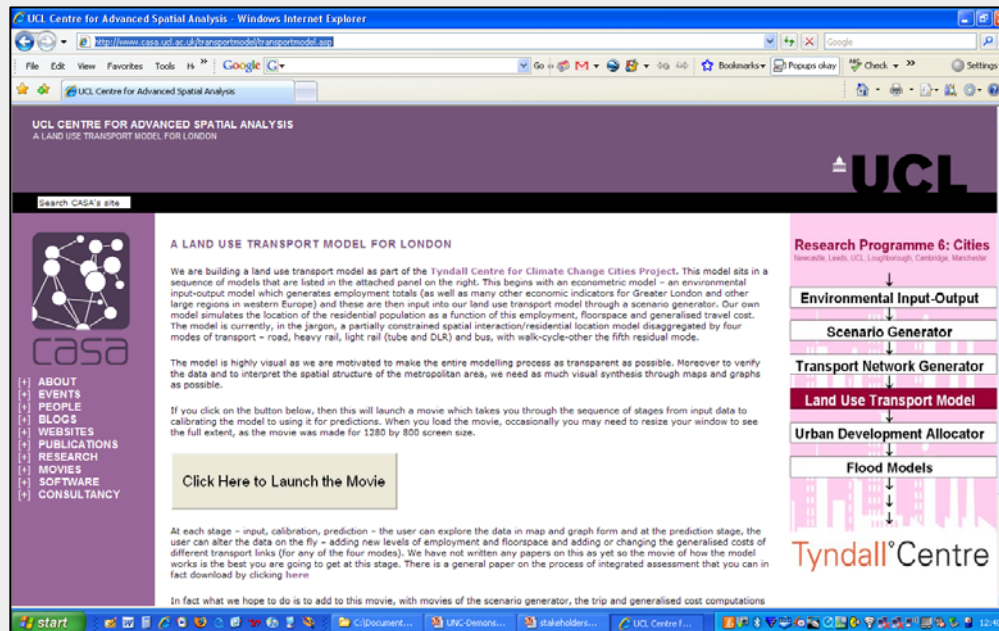 UCL Centre for Advanced Spatial Analysis - Windows Internet Explorer
http://www.casa.ucl.ac.uk/transportmodel/transportmodel.asp
Google
File Edit View Favorites Tools H »
Google
G
Go
Bookmarks
Popups okay
Check
»
Settings
UCL Centre for Advanced Spatial Analysis
UCL CENTRE FOR ADVANCED SPATIAL ANALYSIS
A LAND USE TRANSPORT MODEL FOR LONDON
UCL
Search CASA's site
casa
[+] ABOUT
[+] EVENTS
[+] PEOPLE
[+] BLOGS
[+] WEBSITES
[+] PUBLICATIONS
[+] RESEARCH
[+] MOVIES
[+] SOFTWARE
[+] CONSULTANCY
A LAND USE TRANSPORT MODEL FOR LONDON
We are building a land use transport model as part of the Tyndall Centre for Climate Change Cities Project. This model sits in a
sequence of models that are listed in the attached panel on the right. This begins with an econometric model – an environmental
input-output model which generates employment totals (as well as many other economic indicators for Greater London and other
large regions in western Europe) and these are then input into our land use transport model through a scenario generator. Our own
model simulates the location of the residential population as a function of this employment, floorspace and generalised travel cost.
The model is currently, in the jargon, a partially constrained spatial interaction/residential location model disaggregated by four
modes of transport – road, heavy rail, light rail (tube and DLR) and bus, with walk-cycle-other the fifth residual mode.
The model is highly visual as we are motivated to make the entire modelling process as transparent as possible. Moreover to verify
the data and to interpret the spatial structure of the metropolitan area, we need as much visual synthesis through maps and graphs
as possible.
If you click on the button below, then this will launch a movie which takes you through the sequence of stages from input data to
calibrating the model to using it for predictions. When you load the movie, occasionally you may need to resize your window to see
the full extent, as the movie was made for 1280 by 800 screen size.
Click Here to Launch the Movie
At each stage – input, calibration, prediction – the user can explore the data in map and graph form and at the prediction stage, the
user can alter the data on the fly – adding new levels of employment and floorspace and adding or changing the generalised costs of
different transport links (for any of the four modes). We have not written any papers on this as yet so the movie of how the model
works is the best you are going to get at this stage. There is a general paper on the process of integrated assessment that you can in
fact download by clicking here
In fact what we hope to do is to add to this movie, with movies of the scenario generator, the trip and generalised cost computations
Research Programme 6: Cities
Newcastle, Leeds, UCL, Loughborough, Cambridge, Manchester
Environmental Input-Output
Scenario Generator
Transport Network Generator
Land Use Transport Model
Urban Development Allocator
Flood Models
Tyndall°Centre
start
C:\Document...
UNC-Demons...
stakeholders...
UCL Centre f...